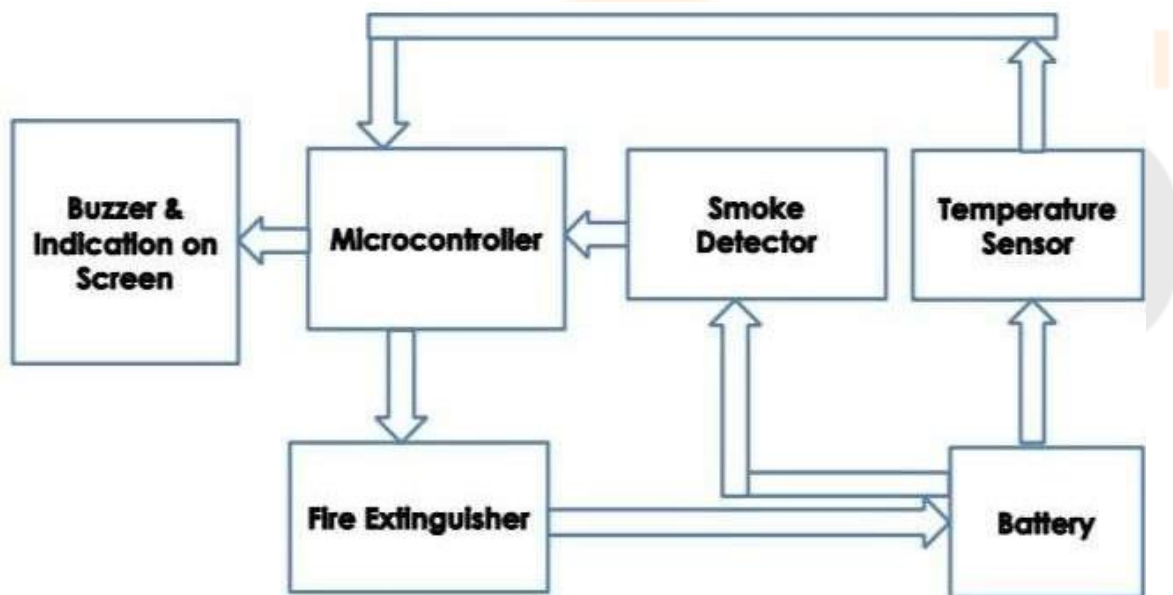 Buzzer &
Indication on
Screen
Microcontroller
Smoke
Detector
Temperature
Sensor
Fire Extinguisher
Battery